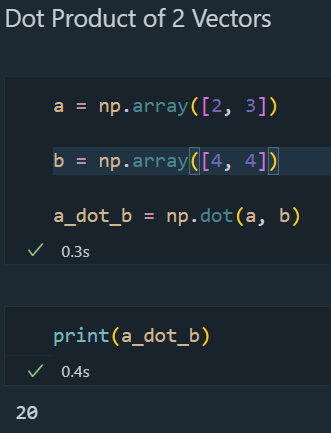 Dot Product of 2 Vectors
a = np.array([2, 3])
b = np.array([4, 4])
a_dot_b = np.dot(a, b)
0.3s
print(a_dot_b)
0.4s
20